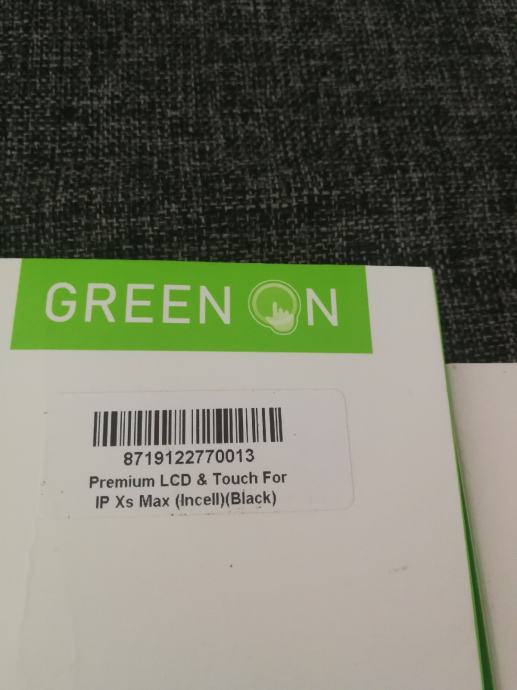 GREEN ON
8719122770013
Premium LCD & Touch For
IP Xs Max (Incell)(Black)